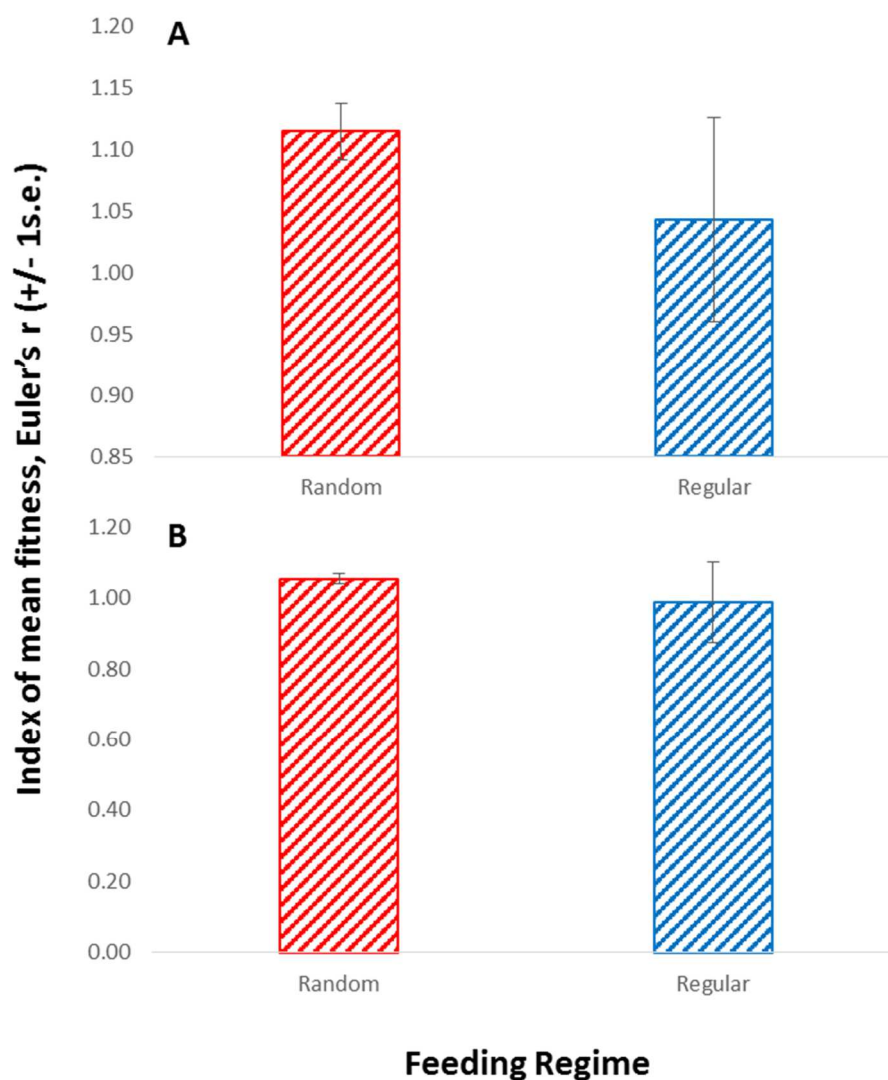 A
1.20
1.15
1.10
1.05
1.00
0.95
0.90
0.85
Random Regular
B
1.20
1.00
0.80
0.60
0.40
0.20
0.00
Random Regular
Index of mean fitness, Euler’s r (+/- 1s.e.)
Feeding Regime